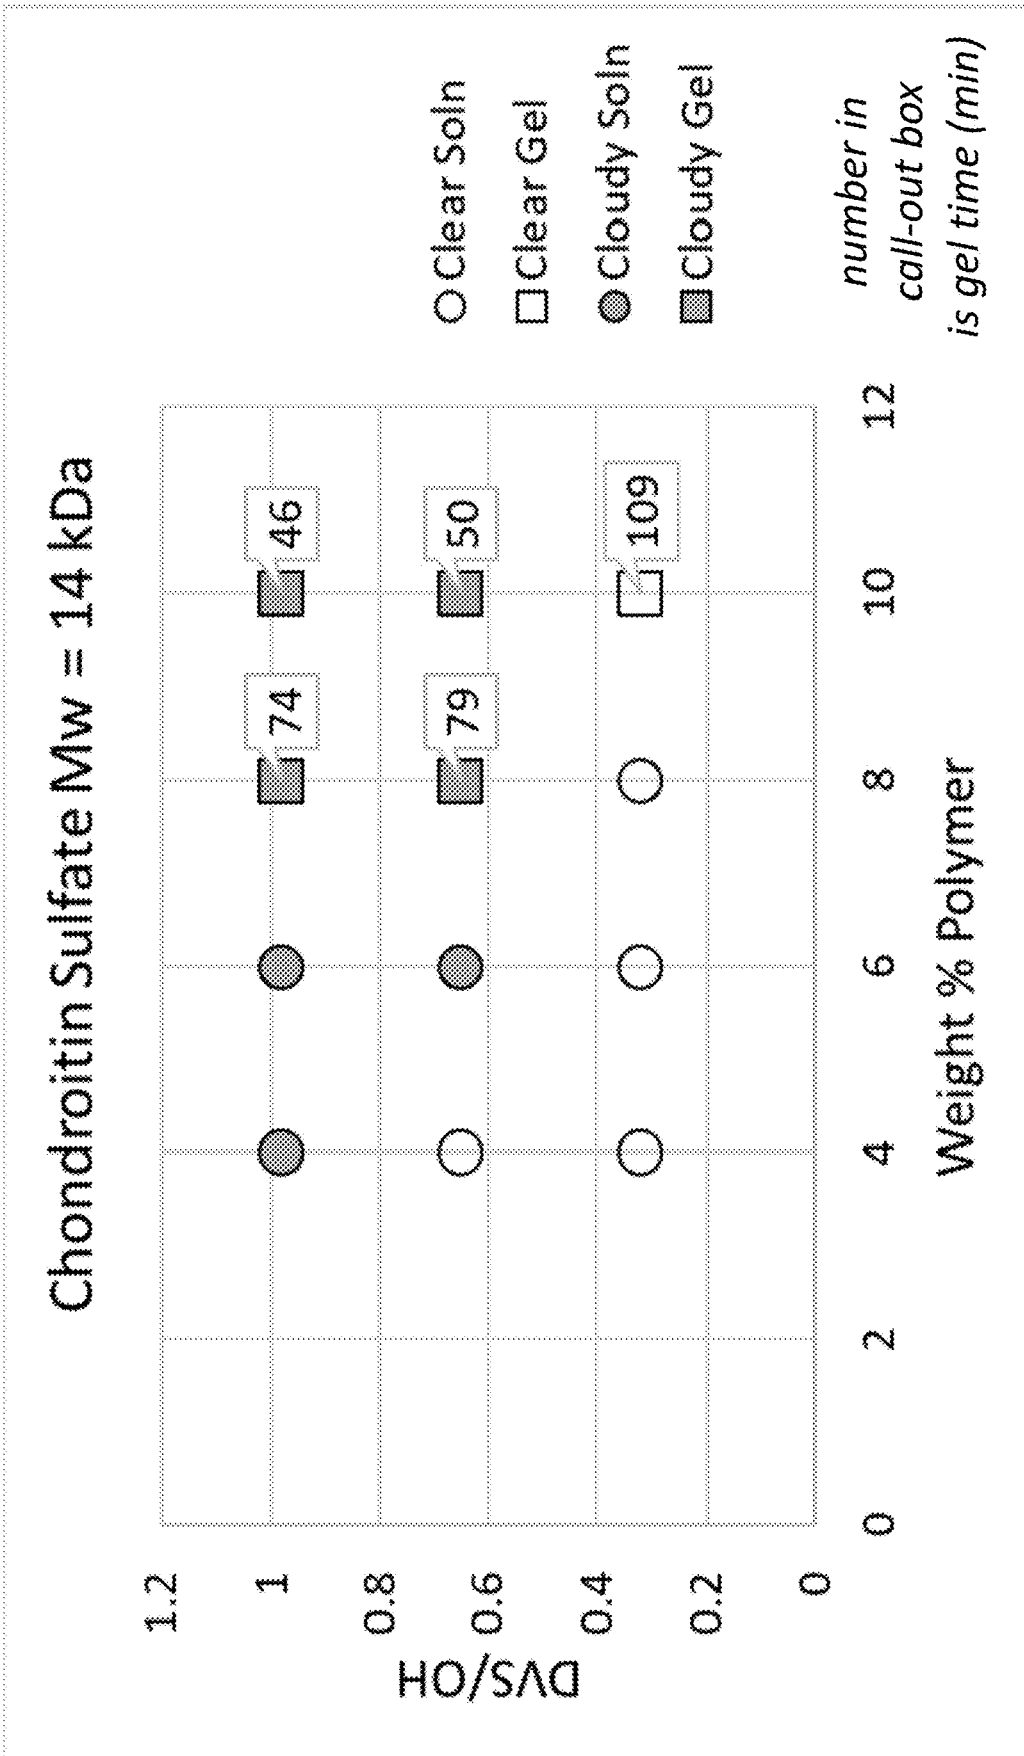 Chondroitin Sulfate Mw = 14 kDa
DVS/OH
1.2
1
0.8
0.6
0.4
0.2
0
74
46
79
50
109
0 2 4 6 8 10 12
Weight % Polymer
Clear Soln
Clear Gel
Cloudy Soln
Cloudy Gel
number in
call-out box
is gel time (min)